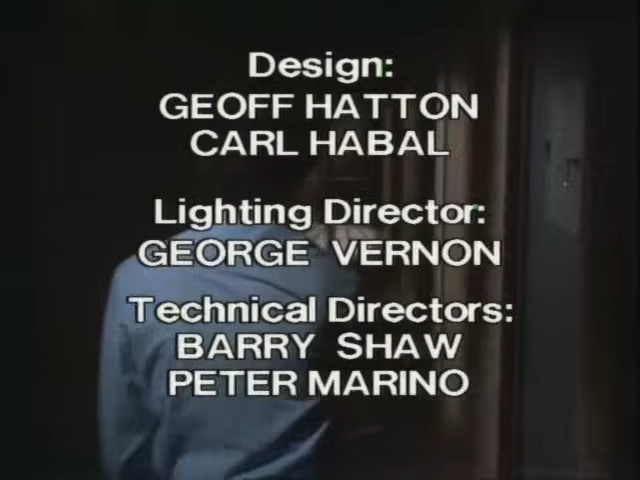 Design:
GEOFF HATTON
CARL HABAL
Lighting Director:
GEORGE VERNON
Technical Directors:
BARRY SHAW
PETER MARINO